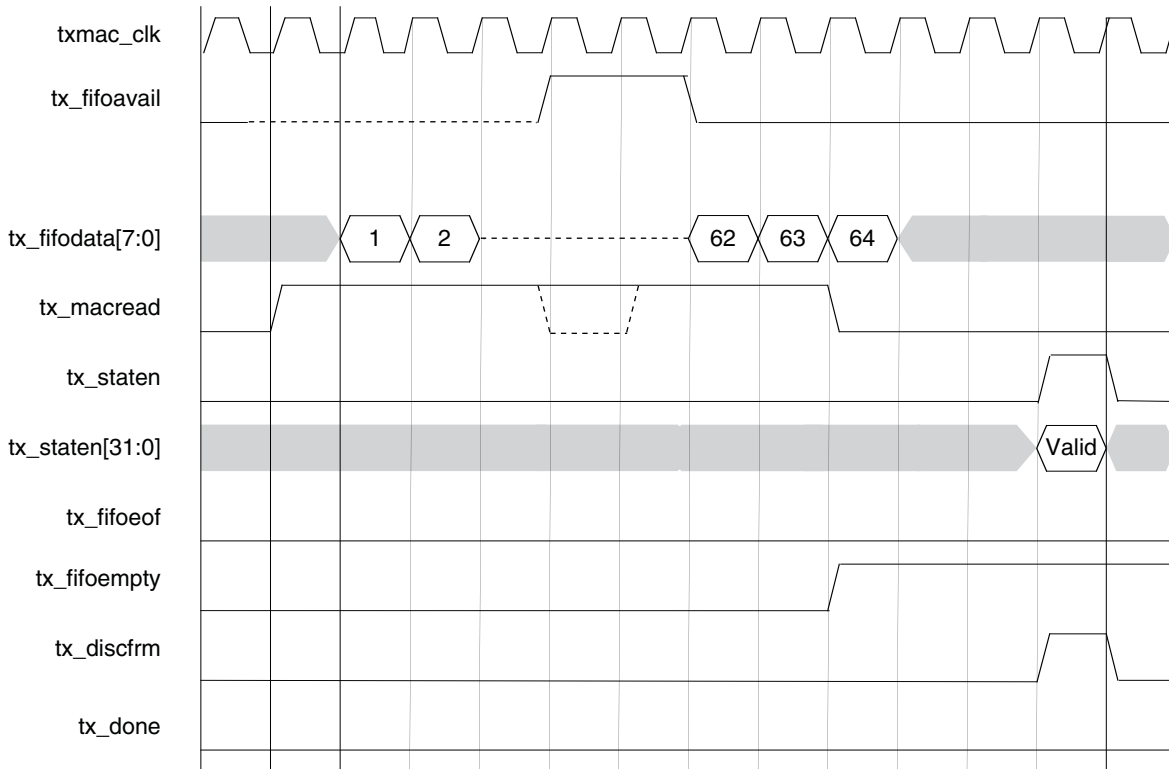 txmac_clk
tx_fifoavail
tx_fifodata[7:0] 1 2 62 63 64
tx_macread
tx_staten
tx_staten[31:0] Valid
tx_fifoeof
tx_fifoempty
tx_discfrm
tx_done